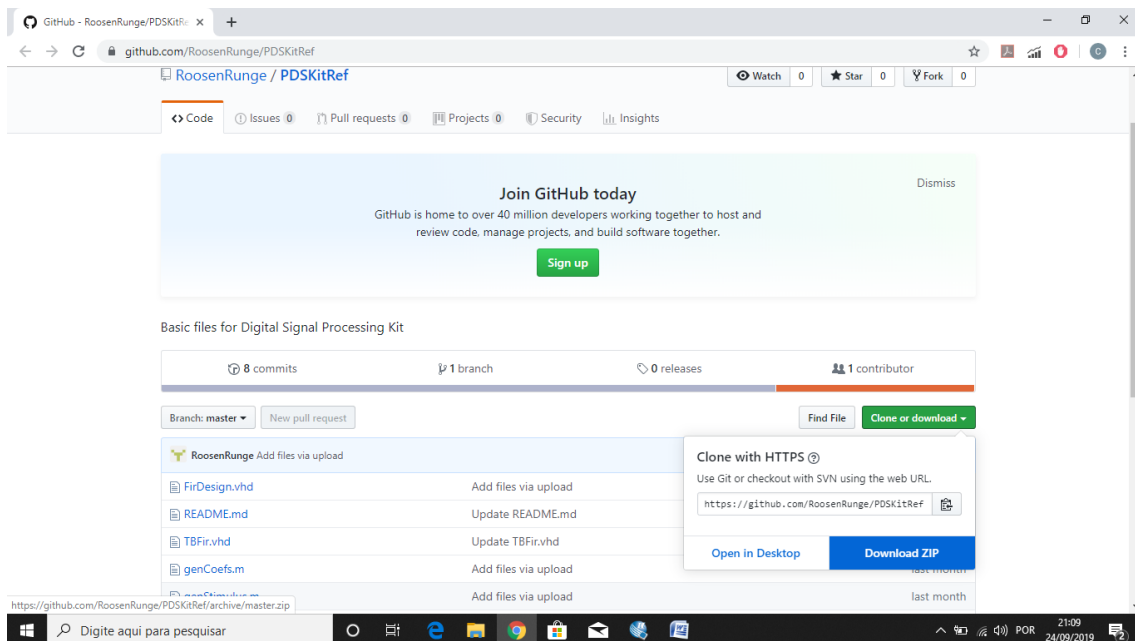 GitHub - RoosenRunge/PDSKitRe
github.com/RoosenRunge/PDSKitRef
RoosenRunge / PDSKitRef
Watch 0 Star 0 Fork 0
Code Issues 0 Pull requests 0 Projects 0 Security Insights
Dismiss
Join GitHub today
GitHub is home to over 40 million developers working together to host and
review code, manage projects, and build software together.
Sign up
Basic files for Digital Signal Processing Kit
8 commits 1 branch 0 releases 1 contributor
Branch: master New pull request Find File Clone or download
RoosenRunge Add files via upload
Clone with HTTPS
Use Git or checkout with SVN using the web URL.
https://github.com/RoosenRunge/PDSKitRef
Open in Desktop Download ZIP
FirDesign.vhd Add files via upload
README.md Update README.md
TBFir.vhd Update TBFir.vhd
genCoefs.m Add files via upload last month
genStimulus.m Add files via upload last month
https://github.com/RoosenRunge/PDSKitRef/archive/master.zip
Digite aqui para pesquisar
POR
21:09
24/09/2019